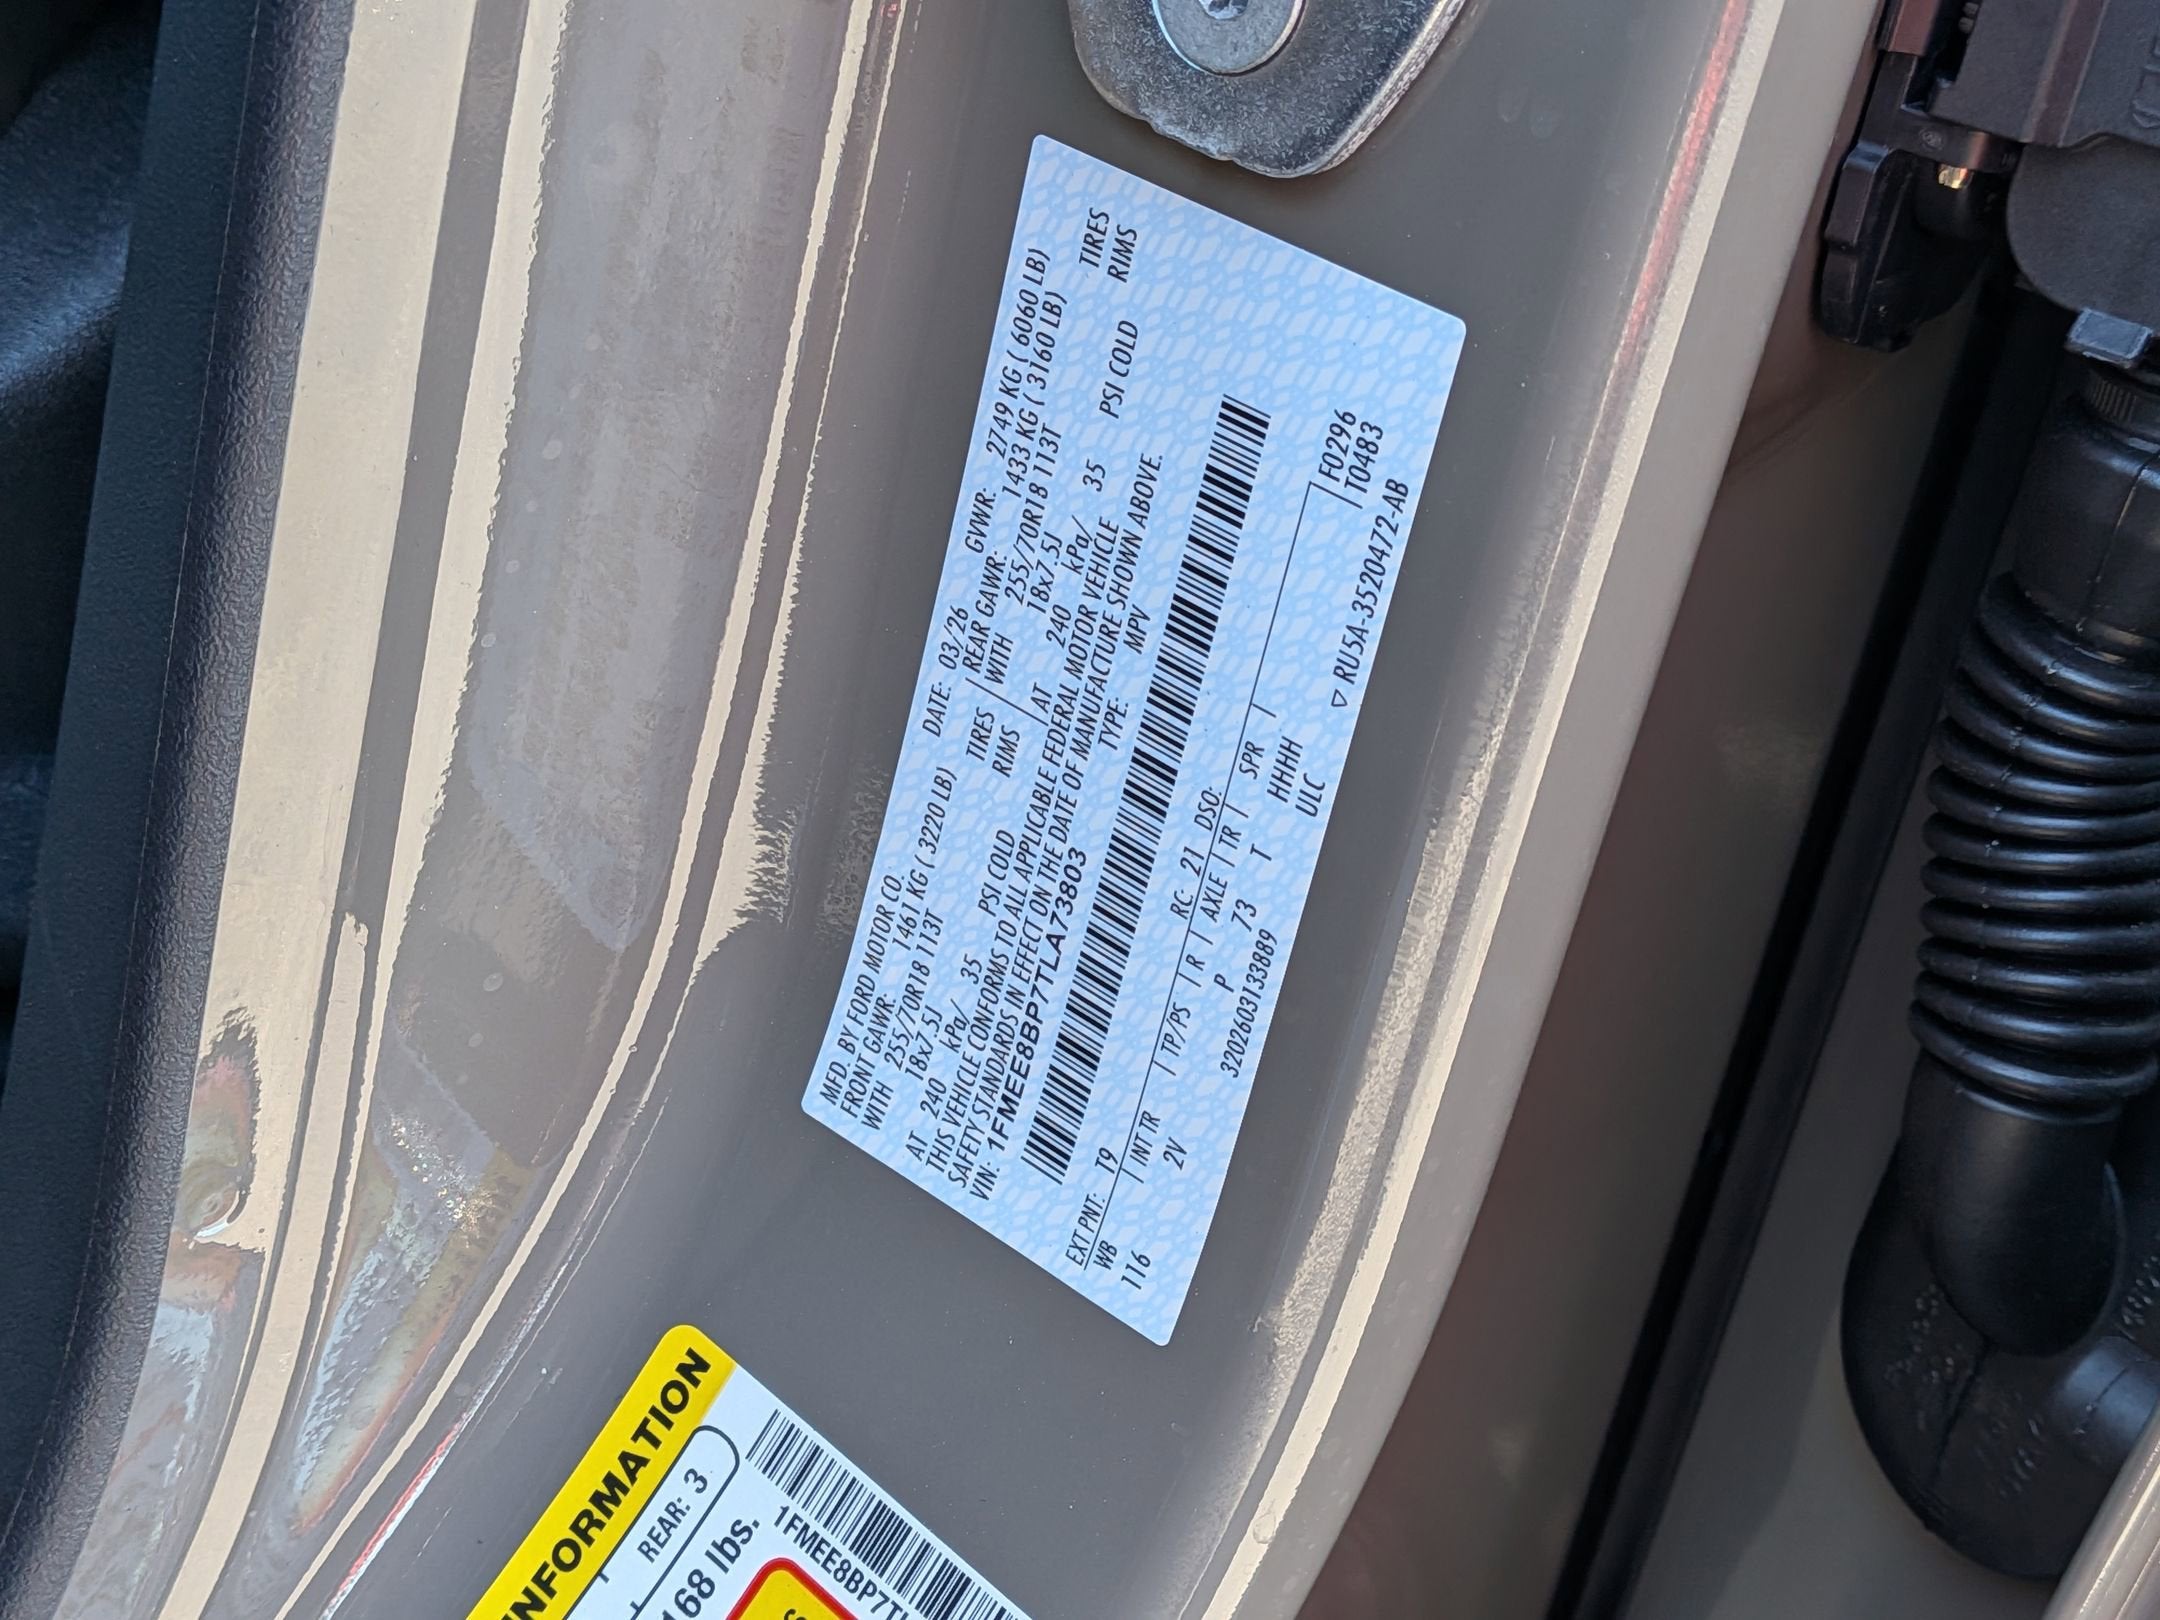 MFD. BY FORD MOTOR CO. DATE: 03/26 GVWR: 2749 KG ( 6060 LB)
FRONT GAWR: 1461 KG ( 3220 LB) REAR GAWR: 1433 KG ( 3160 LB)
WITH 255/70R18 113T TIRES WITH 255/70R18 113T TIRES
18x7.5J RIMS 18x7.5J RIMS
AT 240 kPa/ 35 PSI COLD AT 240 kPa/ 35 PSI COLD
THIS VEHICLE CONFORMS TO ALL APPLICABLE FEDERAL MOTOR VEHICLE
SAFETY STANDARDS IN EFFECT ON THE DATE OF MANUFACTURE SHOWN ABOVE.
VIN: 1FMEE8BP7TLA73803 TYPE: MPV
EXT PNT: T9 RC: 21 DSO: F0296
WB | INT TR | TP/PS | R | AXLE | TR | SPR | T0483
116 2V P 73 T HHHH
3202603133889 ULC ▽ RU5A-3520472-AB
INFORMATION
REAR: 3
168 lbs.
1FMEE8BP7TL